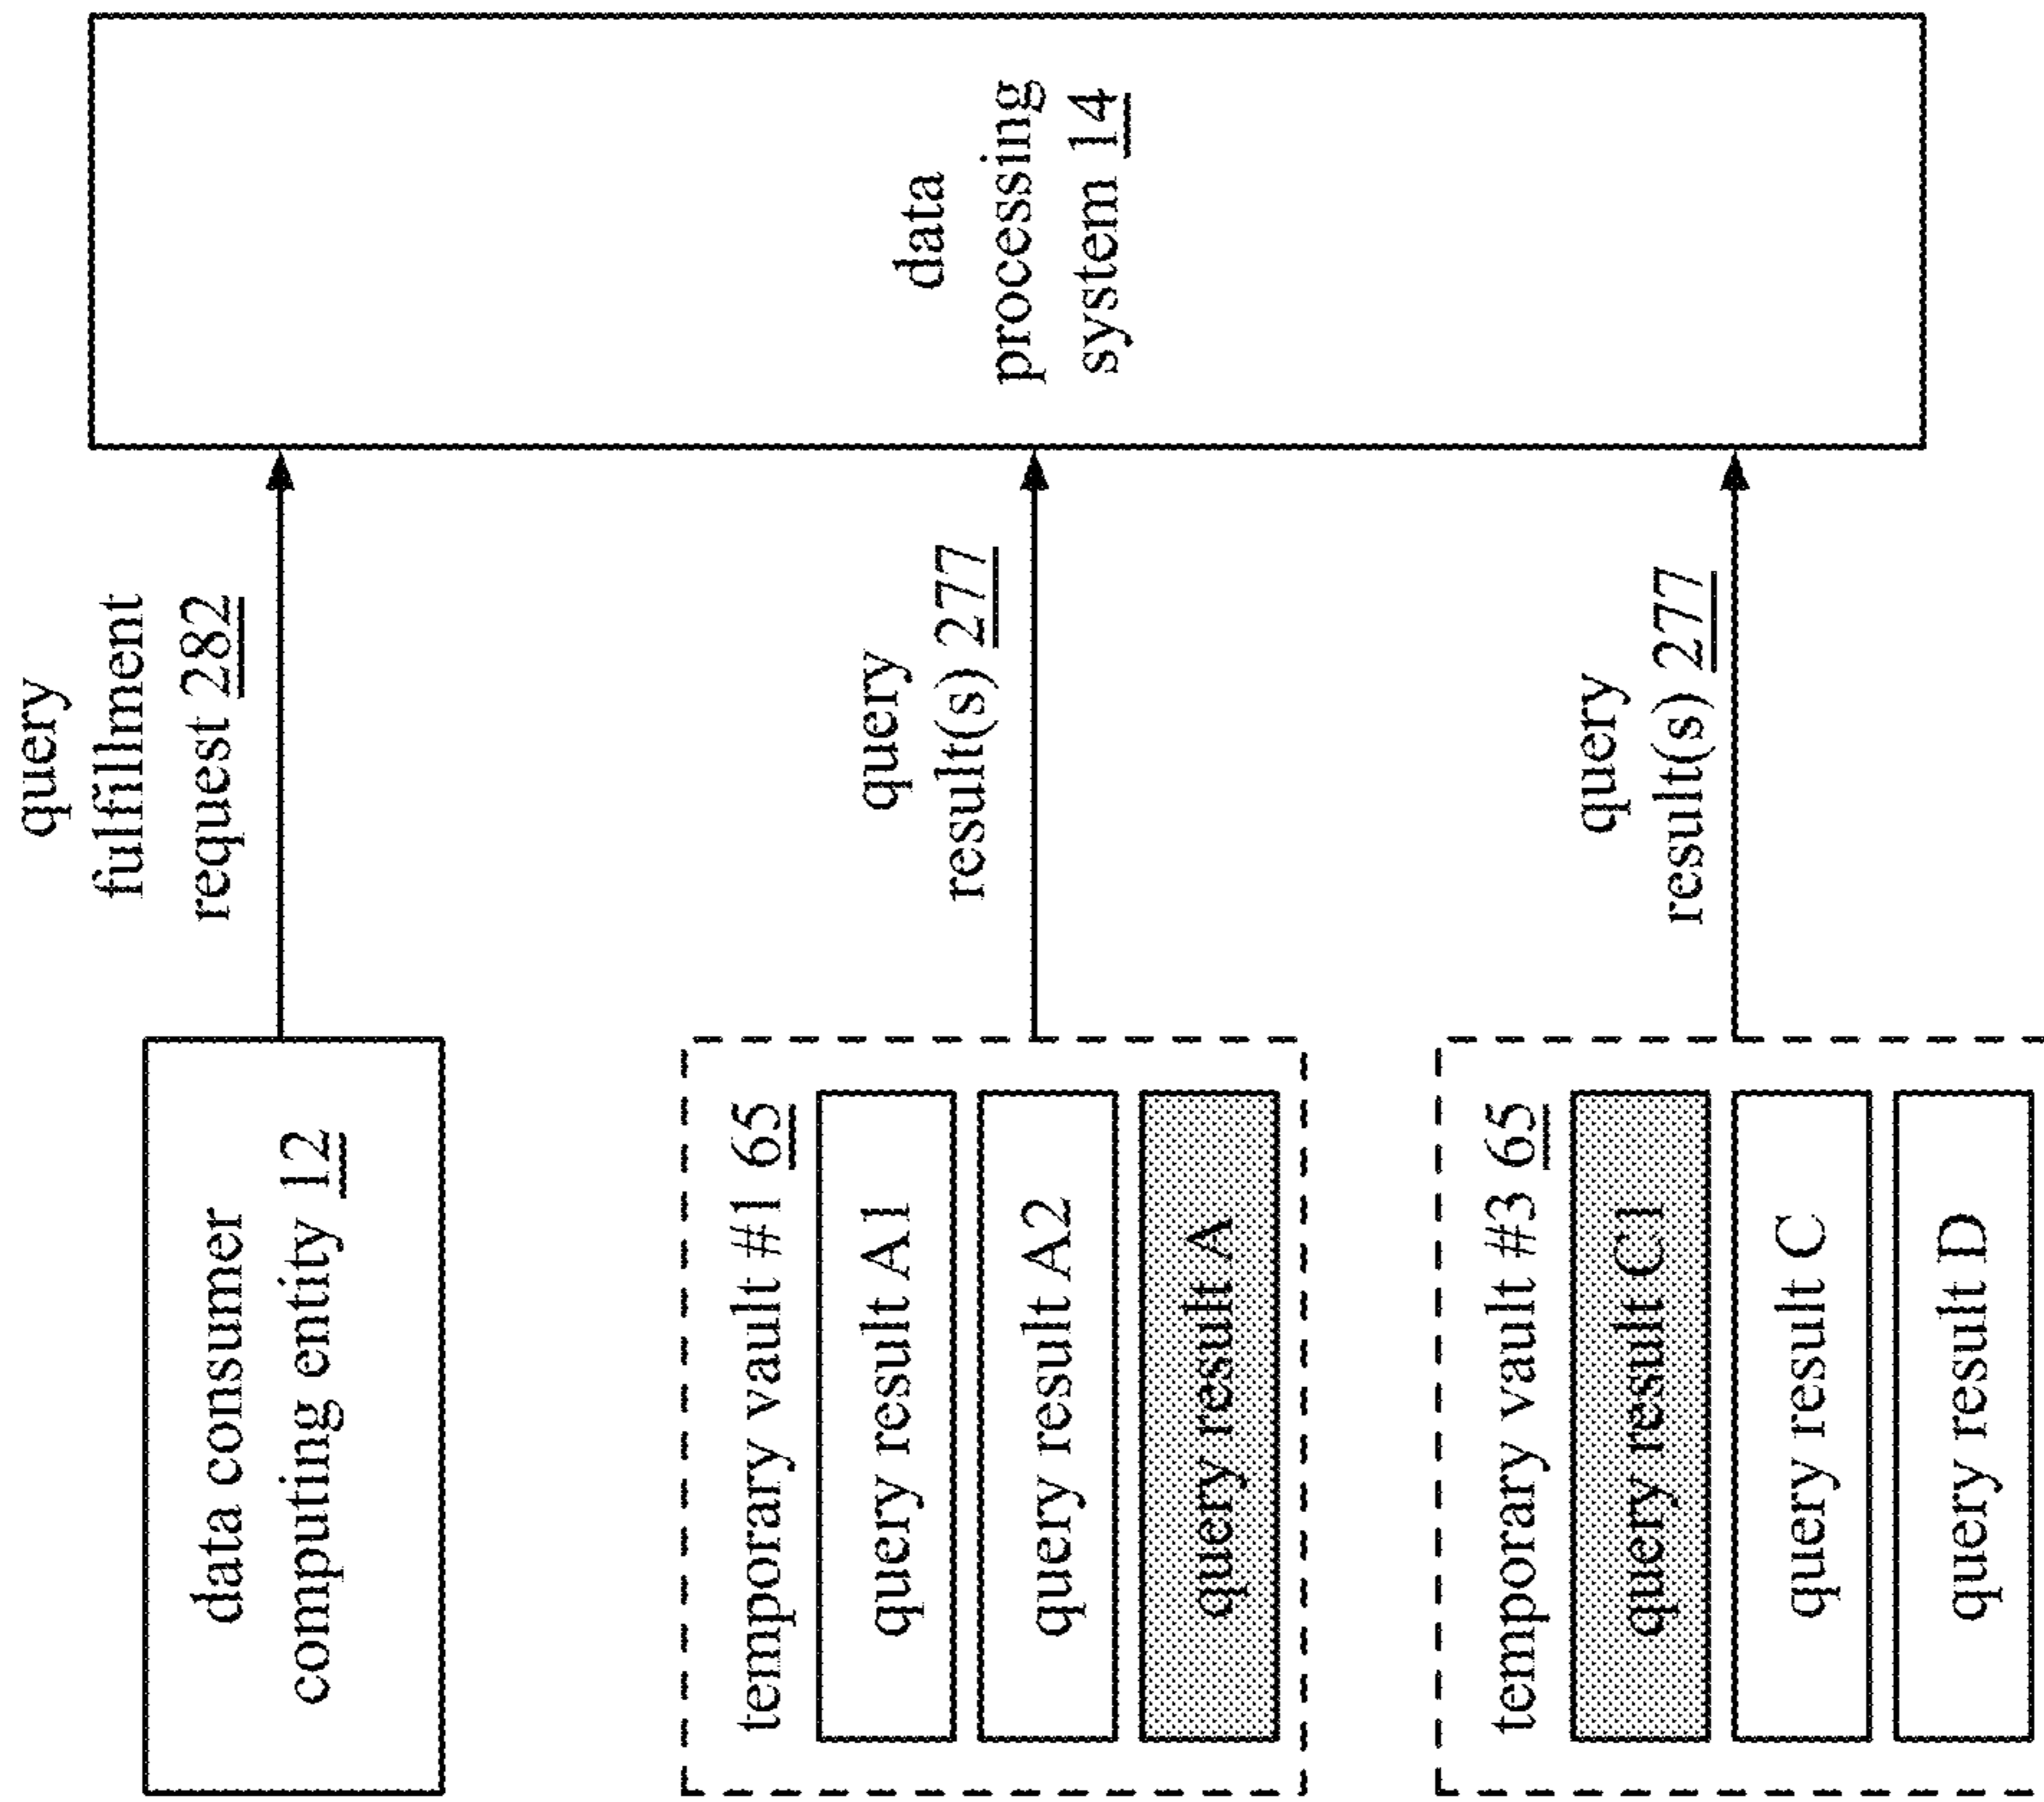 data consumer
computing entity 12
query
fulfillment
request 282
data
processing
system 14
temporary vault #1 65
query result A1
query result A2
query result A
query
result(s) 277
temporary vault #3 65
query result C1
query result C
query result D
query
result(s) 277